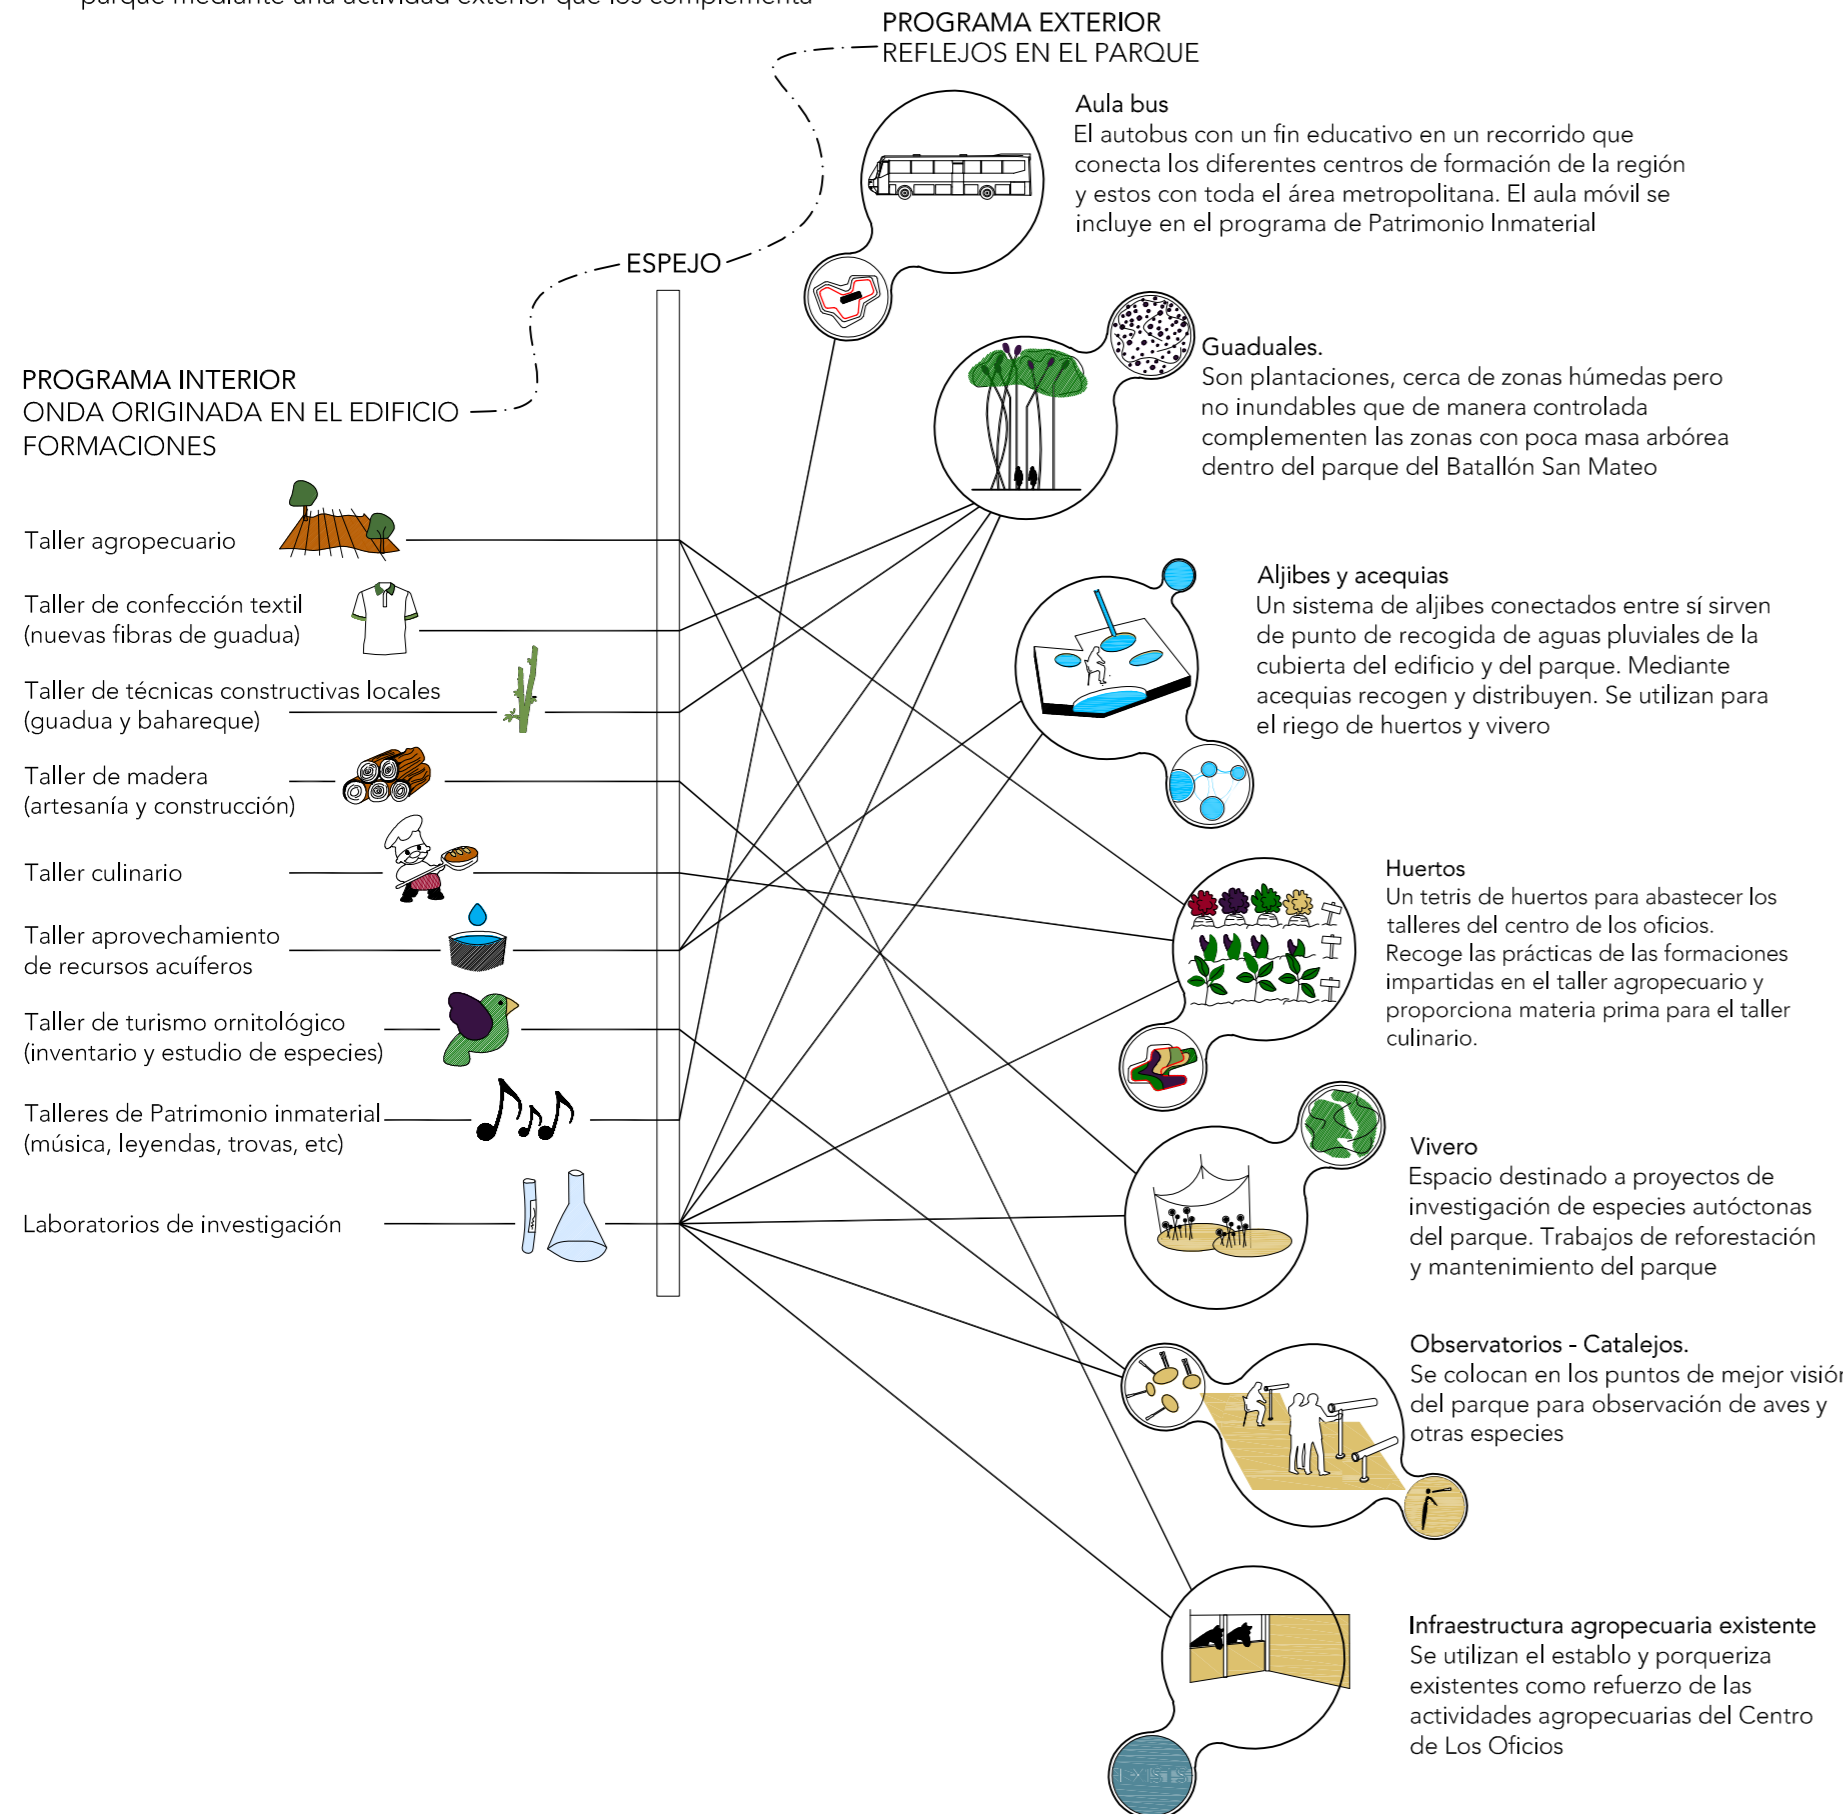 parque mediante una actividad exterior que los complementa
PROGRAMA EXTERIOR
REFLEJOS EN EL PARQUE
Aula bus
El autobus con un fin educativo en un recorrido que
conecta los diferentes centros de formación de la región
y estos con toda el área metropolitana. El aula móvil se
incluye en el programa de Patrimonio Inmaterial
ESPEJO
PROGRAMA INTERIOR
ONDA ORIGINADA EN EL EDIFICIO
FORMACIONES
Guaduales.
Son plantaciones, cerca de zonas húmedas pero
no inundables que de manera controlada
complementen las zonas con poca masa arbórea
dentro del parque del Batallón San Mateo
Taller agropecuario
Taller de confección textil
(nuevas fibras de guadua)
Taller de técnicas constructivas locales
(guadua y bahareque)
Taller de madera
(artesanía y construcción)
Taller culinario
Taller aprovechamiento
de recursos acuíferos
Taller de turismo ornitológico
(inventario y estudio de especies)
Talleres de Patrimonio inmaterial
(música, leyendas, trovas, etc)
Laboratorios de investigación
Aljibes y acequias
Un sistema de aljibes conectados entre sí sirven
de punto de recogida de aguas pluviales de la
cubierta del edificio y del parque. Mediante
acequias recogen y distribuyen. Se utilizan para
el riego de huertos y vivero
Huertos
Un tetris de huertos para abastecer los
talleres del centro de los oficios.
Recoge las prácticas de las formaciones
impartidas en el taller agropecuario y
proporciona materia prima para el taller
culinario.
Vivero
Espacio destinado a proyectos de
investigación de especies autóctonas
del parque. Trabajos de reforestación
y mantenimiento del parque
Observatorios - Catalejos.
Se colocan en los puntos de mejor visión
del parque para observación de aves y
otras especies
Infraestructura agropecuaria existente
Se utilizan el establo y porqueriza
existentes como refuerzo de las
actividades agropecuarias del Centro
de Los Oficios